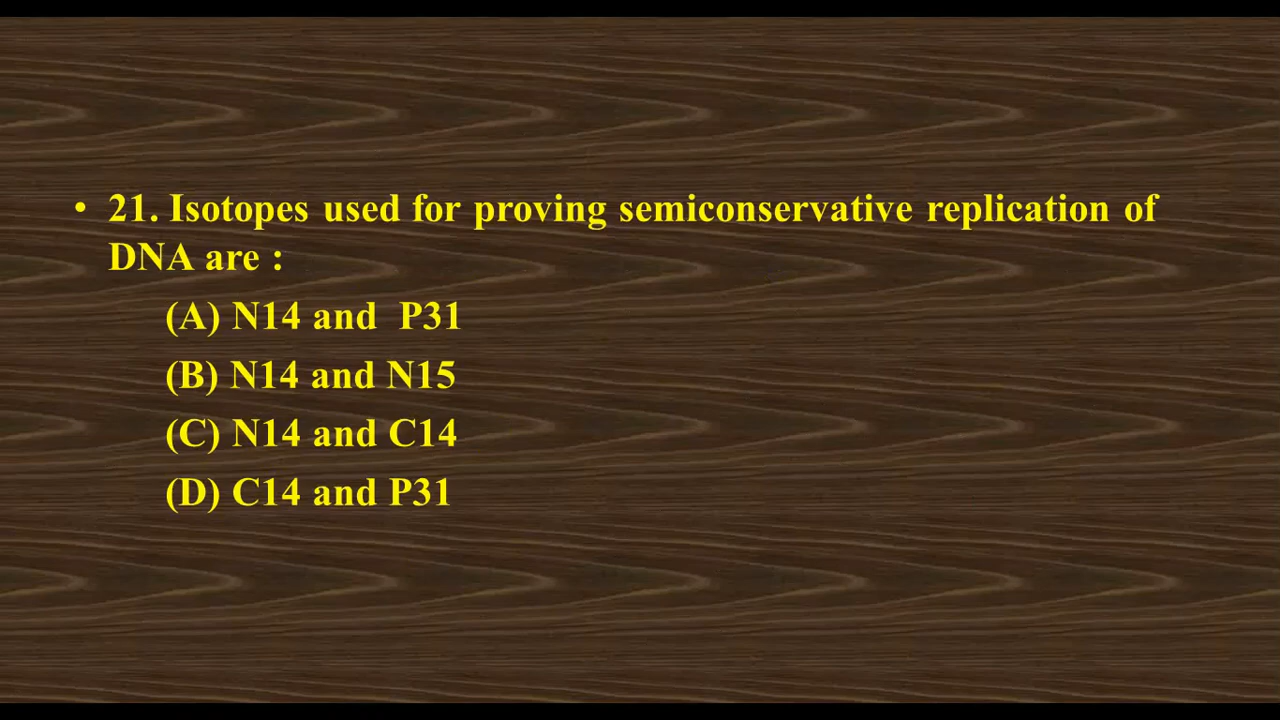 • 21. Isotopes used for proving semiconservative replication of
DNA are :
(A) N14 and  P31
(B) N14 and N15
(C) N14 and C14
(D) C14 and P31